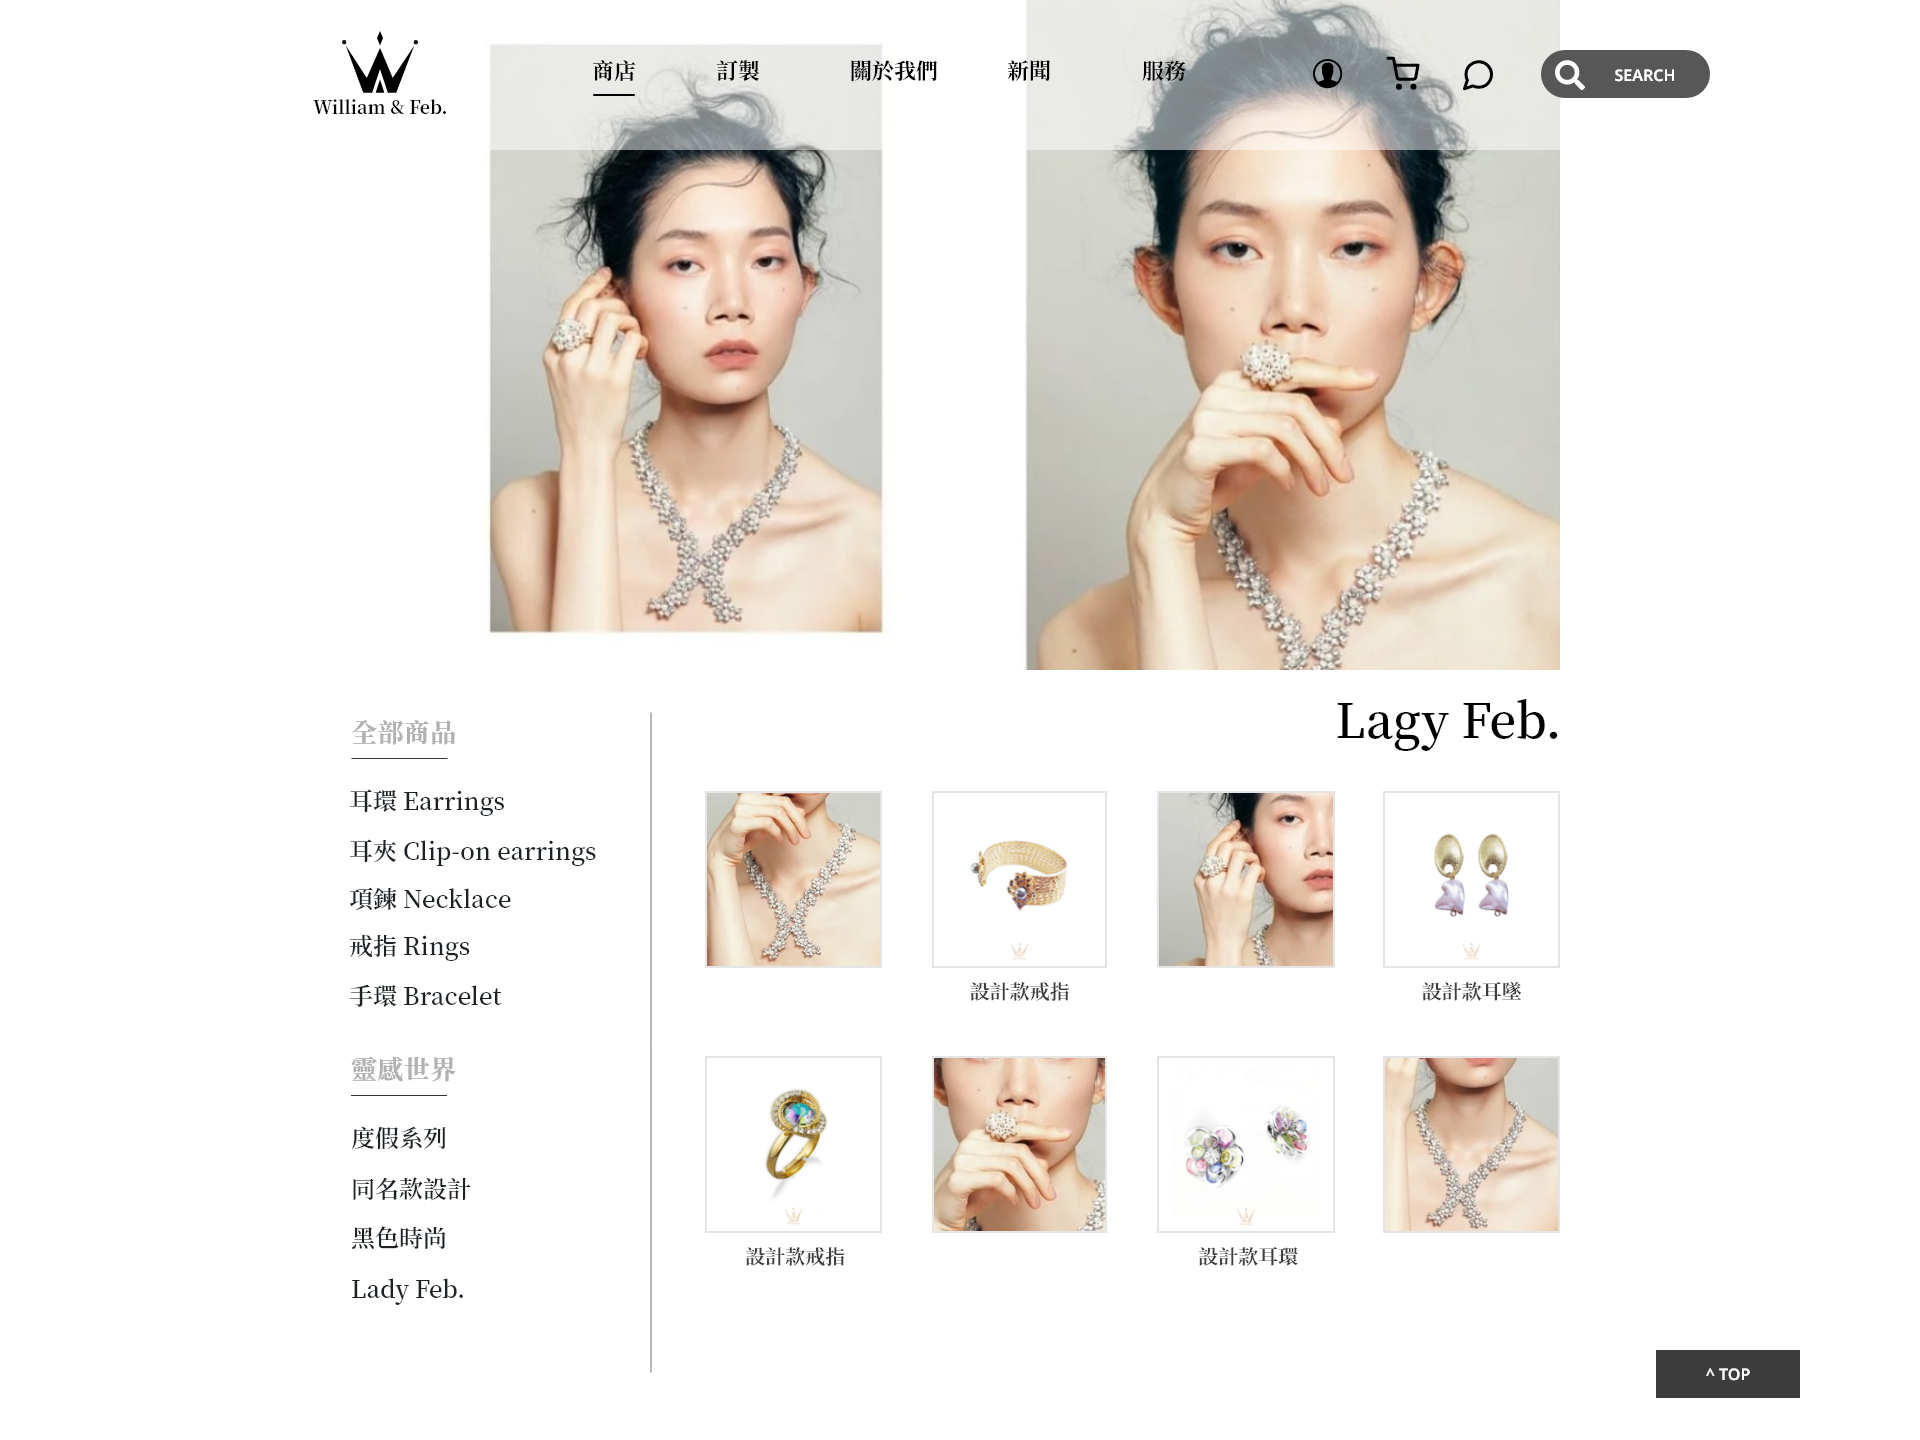 William & Feb.
商店
訂製
關於我們
新聞
服務
SEARCH
Lagy Feb.
全部商品
耳環 Earrings
耳夾 Clip-on earrings
項鍊 Necklace
戒指 Rings
手環 Bracelet
靈感世界
度假系列
同名款設計
黑色時尚
Lady Feb.
設計款戒指
設計款耳墜
設計款戒指
設計款耳環
^ TOP